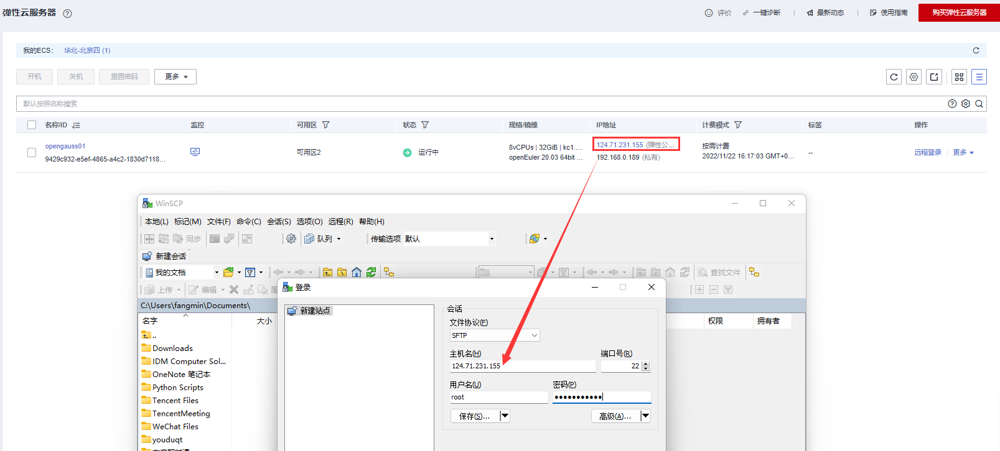 弹性云服务器
评价 一键诊断 最新动态 使用指南 购买弹性云服务器
我的ECS： 华北-北京四 (1)
开机 关机 重置密码 更多
默认按照名称搜索
名称/ID 监控 可用区 状态 规格/镜像 IP地址 计费模式 标签 操作
opengauss01
9429c932-e5ef-4865-a4c2-1830d7118...
可用区2
运行中
8vCPUs | 32GiB | kc1....
openEuler 20.03 64bit ...
124.71.231.155 (弹性公...
192.168.0.189 (私有)
按需计费
2022/11/22 16:17:03 GMT+0...
--
远程登录 更多
WinSCP
本地(L) 标记(M) 文件(F) 命令(C) 会话(S) 选项(O) 远程(R) 帮助(H)
同步 队列 传输选项 默认
新建会话
我的文档 查找文件
上传 编辑
C:\Users\fangmin\Documents\
名字 大小 权限 拥有者
..
Downloads
IDM Computer Sol...
OneNote 笔记本
Python Scripts
Tencent Files
TencentMeeting
WeChat Files
youduqt
登录
新建站点
会话
文件协议(F)
SFTP
主机名(H) 端口号(R)
124.71.231.155 22
用户名(U) 密码(P)
root
保存(S)... 高级(A)...